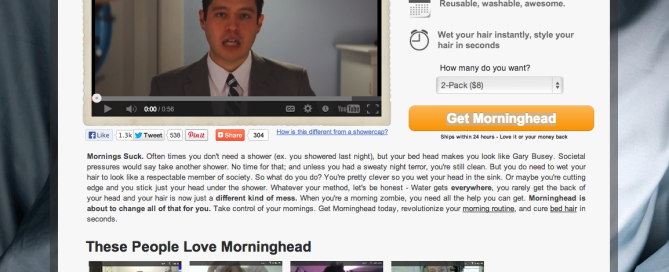 Reusable, washable, awesome.
Wet your hair instantly, style your
hair in seconds
How many do you want?
2-Pack ($8)
Get Morninghead
Ships within 24 hours - Love it or your money back
0:00 / 0:56
CC
YouTube
Like 1.3k Tweet 538 Pin it Share 304
How is this different from a showercap?
Mornings Suck. Often times you don't need a shower (ex. you showered last night), but your bed head makes you look like Gary Busey. Societal
pressures would say take another shower. No time for that; and unless you had a sweaty night terror, you're still clean. But you do need to wet your
hair to look like a respectable member of society. So what do you do? You're pretty clever so you wet your head in the sink. Or maybe you're cutting
edge and you stick just your head under the shower. Whatever your method, let's be honest - Water gets everywhere, you rarely get the back of
your head and your hair is now just a different kind of mess. When you're a morning zombie, you need all the help you can get. Morninghead is
about to change all of that for you. Take control of your mornings. Get Morninghead today, revolutionize your morning routine, and cure bed hair in
seconds.
These People Love Morninghead